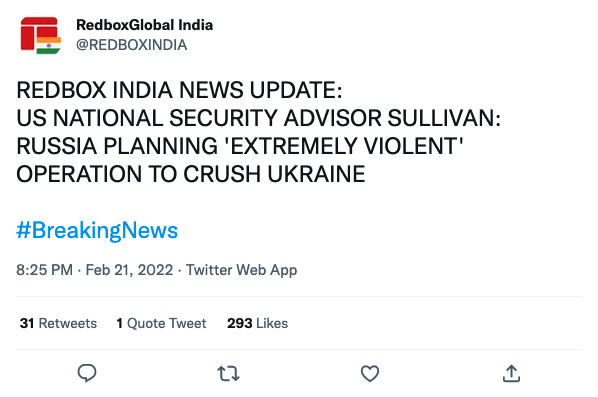 RedboxGlobal India
@REDBOXINDIA
REDBOX INDIA NEWS UPDATE:
US NATIONAL SECURITY ADVISOR SULLIVAN:
RUSSIA PLANNING 'EXTREMELY VIOLENT'
OPERATION TO CRUSH UKRAINE
#BreakingNews
8:25 PM · Feb 21, 2022 · Twitter Web App
31 Retweets 1 Quote Tweet 293 Likes